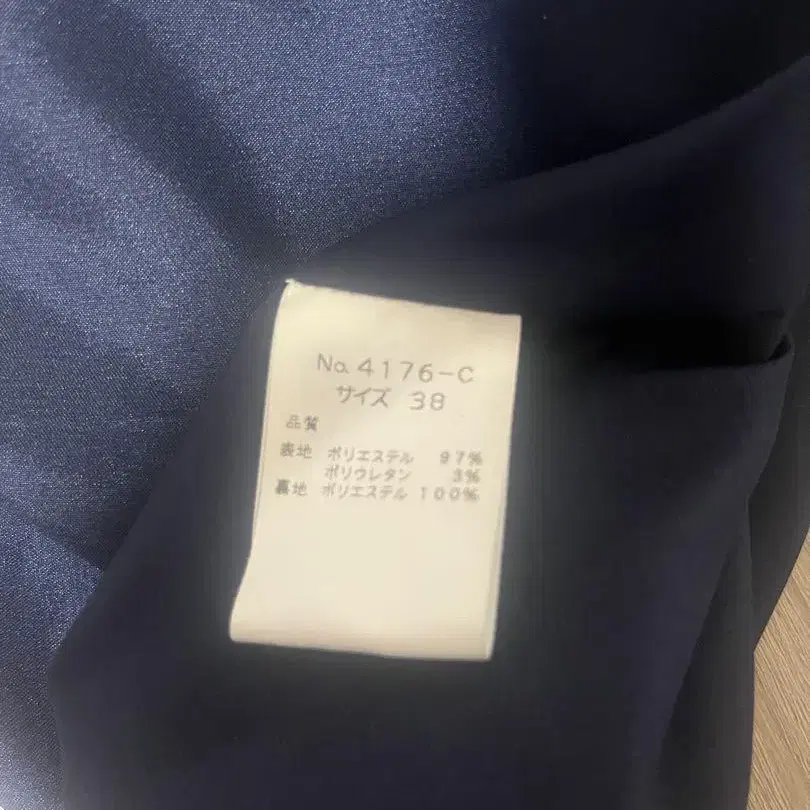 No. 4176-C
サイズ 38
品質
表地 ポリエステル 97%
ポリウレタン 3%
裏地 ポリエステル 100%